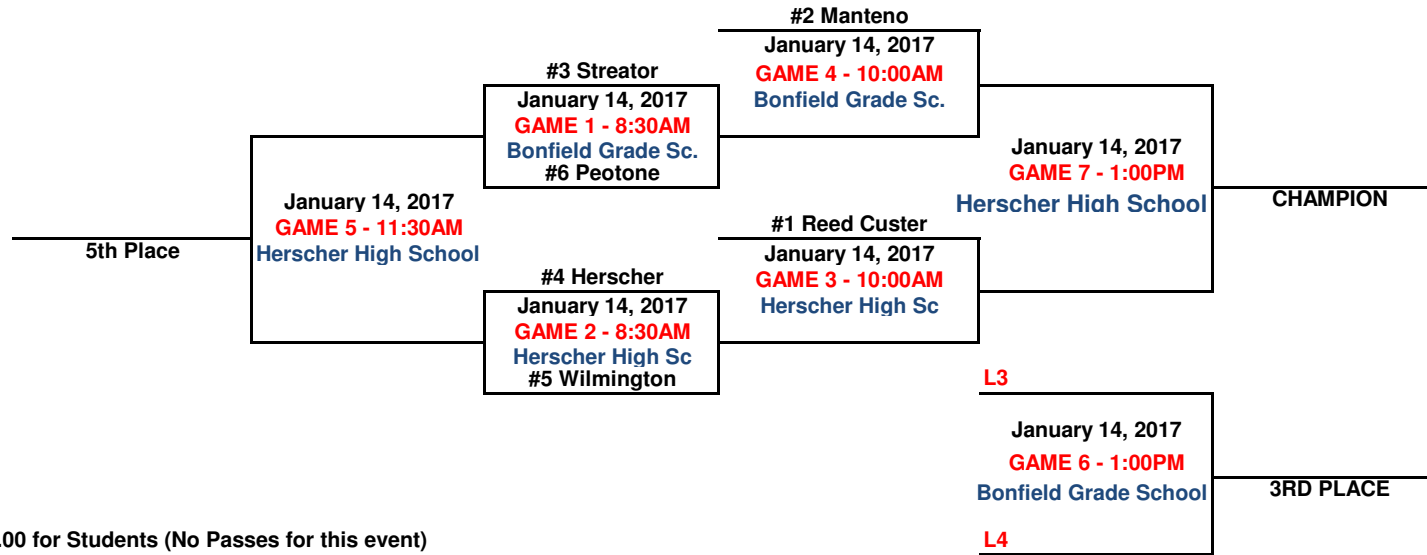 #2 Manteno
January 14, 2017
GAME 4 - 10:00AM
Bonfield Grade Sc.
#3 Streator
January 14, 2017
GAME 1 - 8:30AM
Bonfield Grade Sc.
#6 Peotone
January 14, 2017
GAME 7 - 1:00PM
Herscher High School
CHAMPION
January 14, 2017
GAME 5 - 11:30AM
Herscher High School
5th Place
#1 Reed Custer
January 14, 2017
GAME 3 - 10:00AM
Herscher High Sc
#4 Herscher
January 14, 2017
GAME 2 - 8:30AM
Herscher High Sc
#5 Wilmington
L3
January 14, 2017
GAME 6 - 1:00PM
Bonfield Grade School
3RD PLACE
L4
.00 for Students (No Passes for this event)